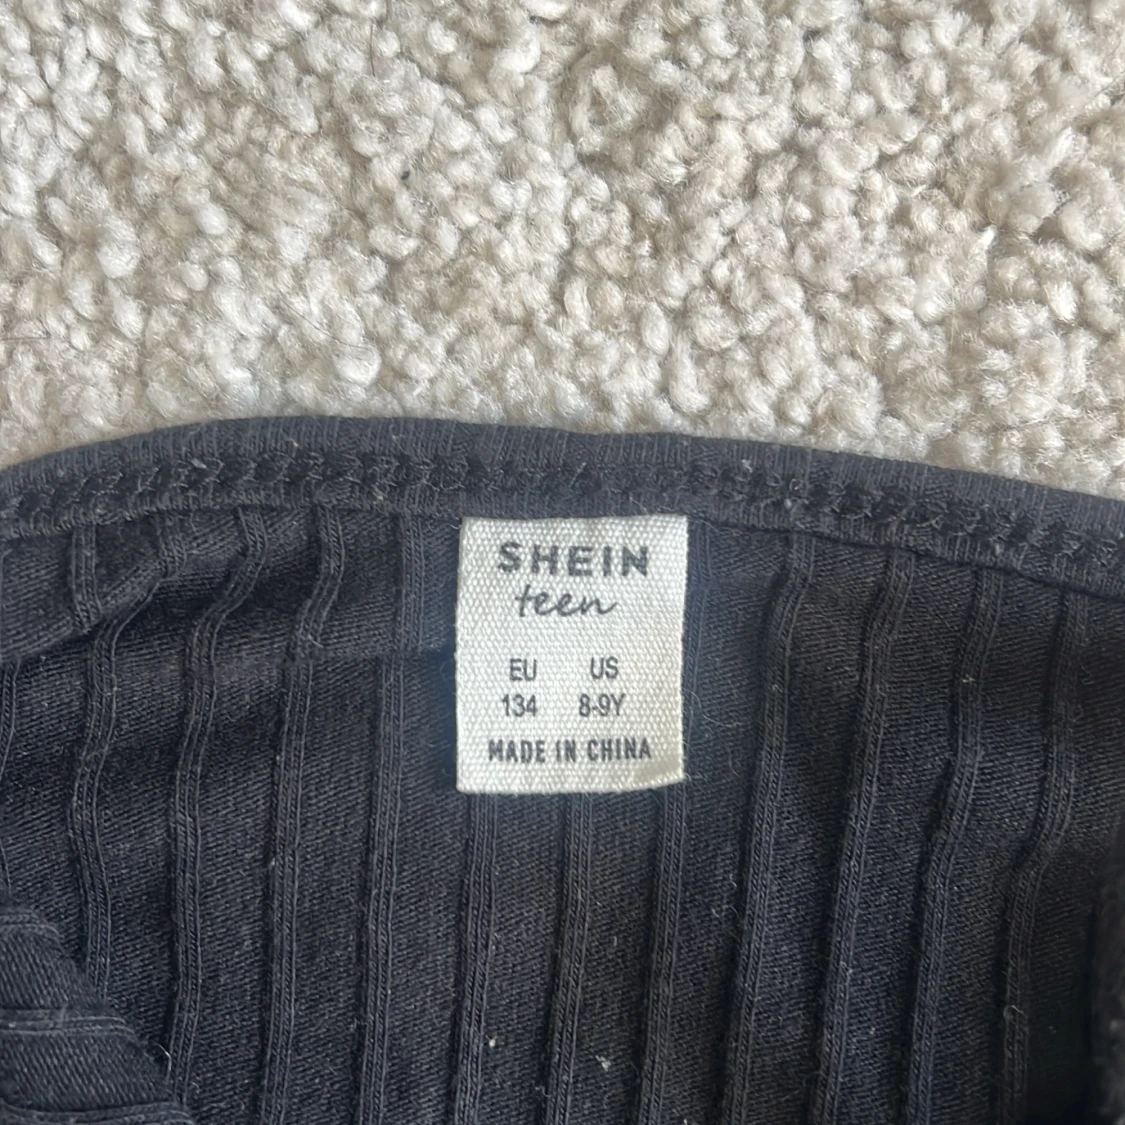 SHEIN
teen
EU US
134 8-9Y
MADE IN CHINA